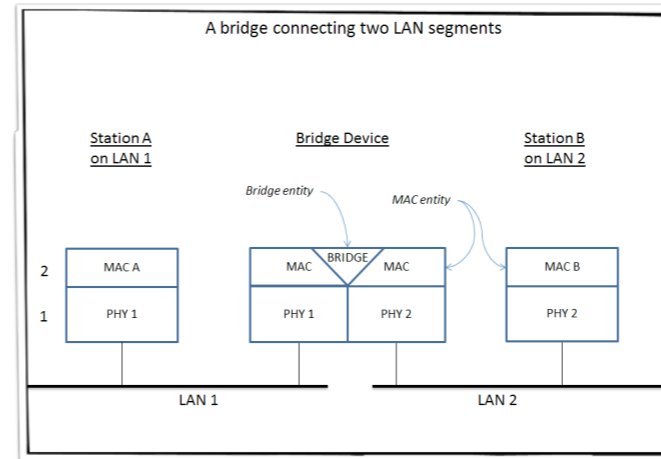 A bridge connecting two LAN segments
Station A
on LAN 1
Bridge Device
Station B
on LAN 2
Bridge entity
MAC entity
2
MAC A
MAC
BRIDGE
MAC
MAC B
1
PHY 1
PHY 1
PHY 2
PHY 2
LAN 1
LAN 2